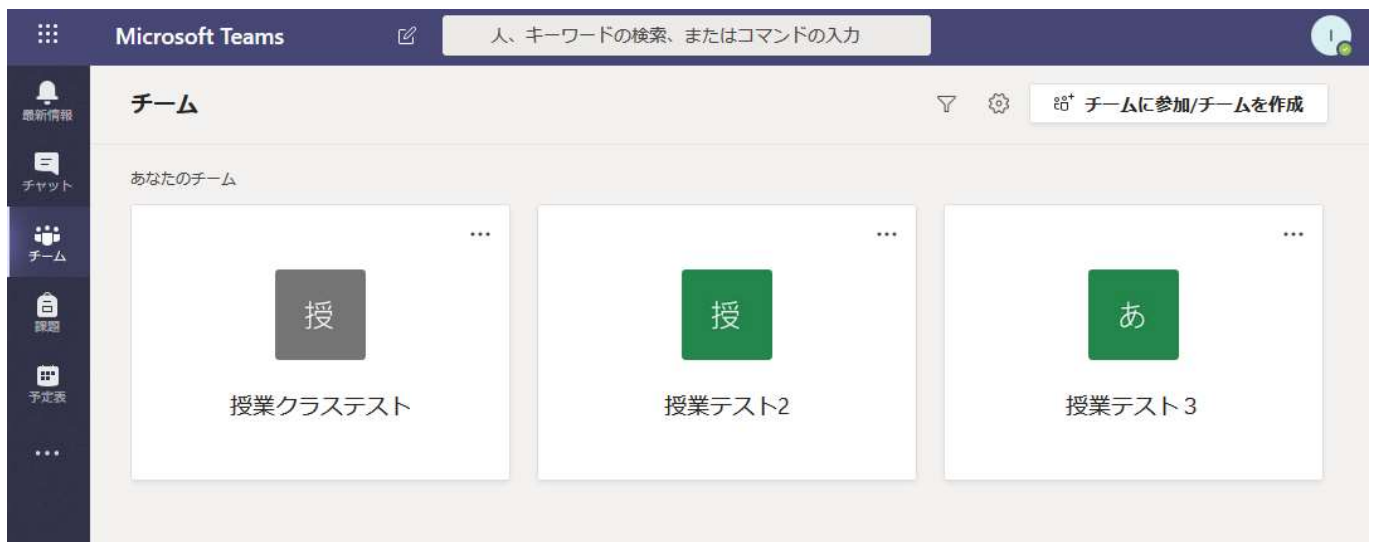 Microsoft Teams
人、キーワードの検索、またはコマンドの入力
I
最新情報
チャット
チーム
課題
予定表
チーム
チームに参加/チームを作成
あなたのチーム
授
授業クラステスト
授
授業テスト2
あ
授業テスト３